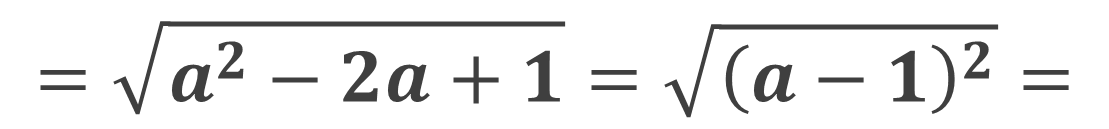 = √(a² − 2a + 1) = √((a − 1)²) =